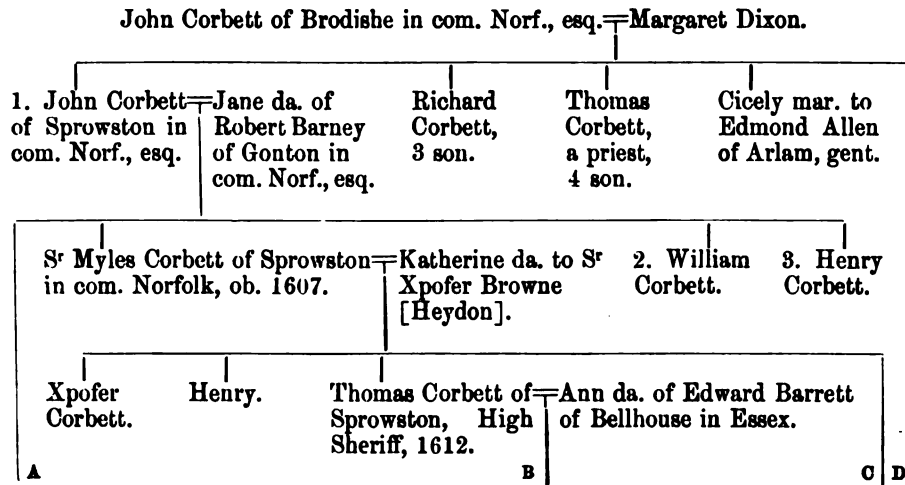 John Corbett of Brodishe in com. Norf., esq.=Margaret Dixon.
1. John Corbett=Jane da. of
of Sprowston in Robert Barney
com. Norf., esq. of Gonton in
com. Norf., esq.
Richard
Corbett,
3 son.
Thomas
Corbett,
a priest,
4 son.
Cicely mar. to
Edmond Allen
of Arlam, gent.
Sr Myles Corbett of Sprowston=Katherine da. to Sr
in com. Norfolk, ob. 1607. Xpofer Browne
[Heydon].
2. William
Corbett.
3. Henry
Corbett.
Xpofer
Corbett.
Henry.
Thomas Corbett of=Ann da. of Edward Barrett
Sprowston, High of Bellhouse in Essex.
Sheriff, 1612.
A B C D